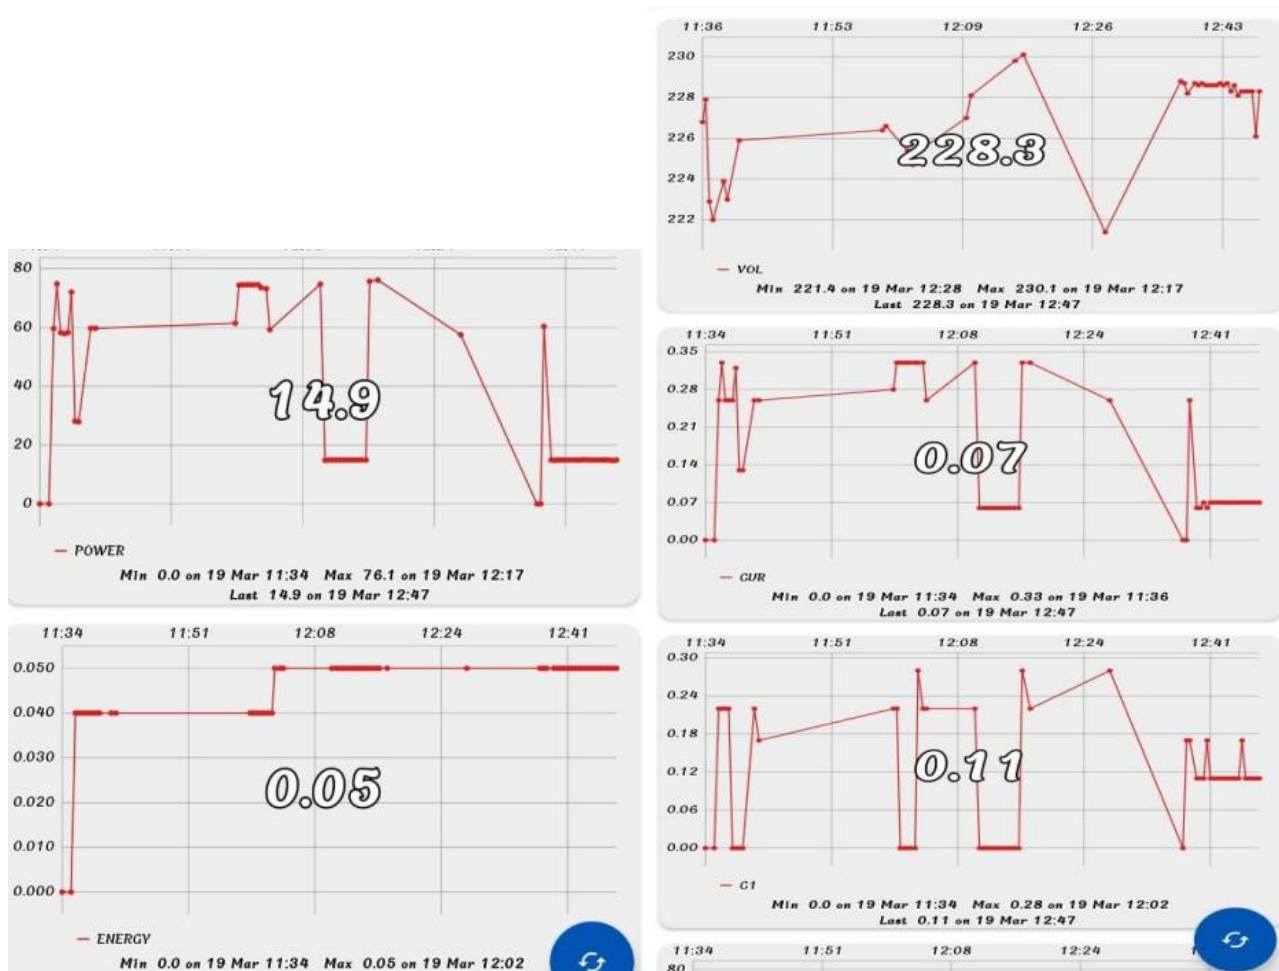 80
60
40
20
0
14.9
POWER
Min 0.0 on 19 Mar 11:34 Max 76.1 on 19 Mar 12:17
Last 14.9 on 19 Mar 12:47
11:34 11:51 12:08 12:24 12:41
0.050
0.040
0.030
0.020
0.010
0.000
0.05
ENERGY
Min 0.0 on 19 Mar 11:34 Max 0.05 on 19 Mar 12:02
11:36 11:53 12:09 12:26 12:43
230
228
226
224
222
228.3
VOL
Min 221.4 on 19 Mar 12:28 Max 230.1 on 19 Mar 12:17
Last 228.3 on 19 Mar 12:47
11:34 11:51 12:08 12:24 12:41
0.35
0.28
0.21
0.14
0.07
0.00
0.07
CUR
Min 0.0 on 19 Mar 11:34 Max 0.33 on 19 Mar 11:36
Last 0.07 on 19 Mar 12:47
11:34 11:51 12:08 12:24 12:41
0.30
0.24
0.18
0.12
0.06
0.00
0.11
C1
Min 0.0 on 19 Mar 11:34 Max 0.28 on 19 Mar 12:02
Last 0.11 on 19 Mar 12:47
11:34 11:51 12:08 12:24
80